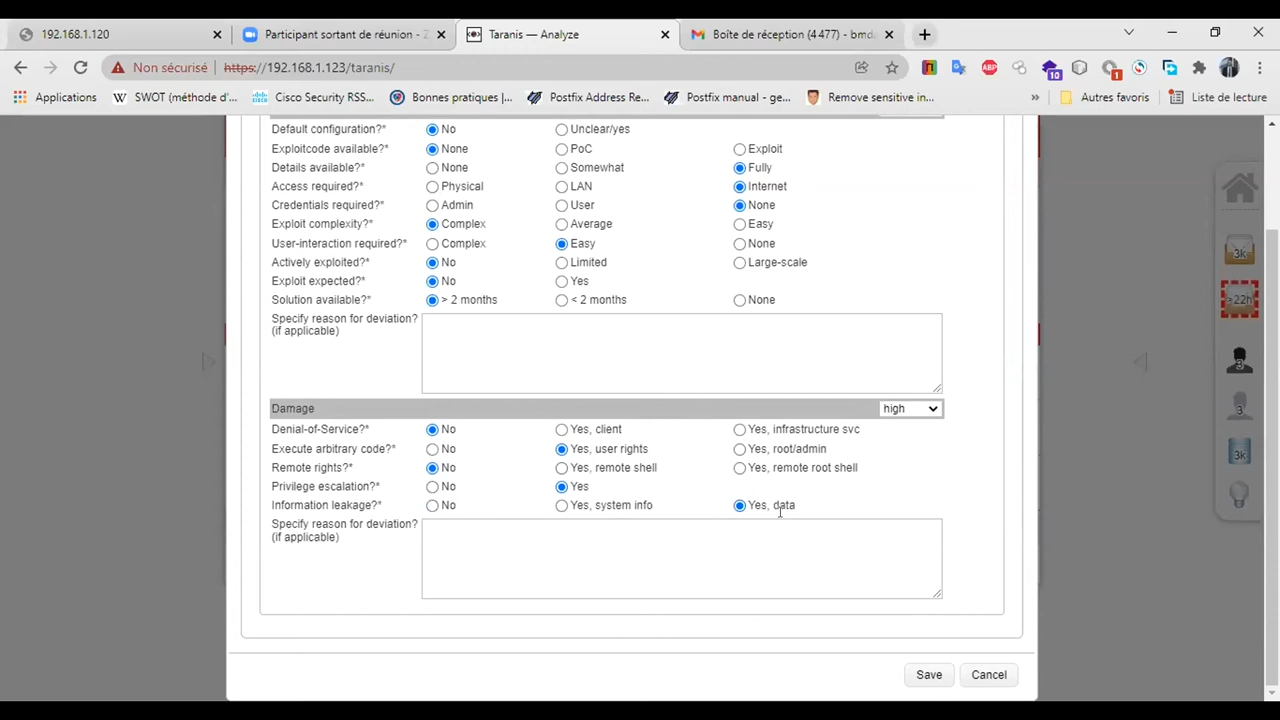 192.168.1.120
Participant sortant de réunion - Z
Taranis — Analyze
Boîte de réception (4 477) - bmd
Non sécurisé
https://192.168.1.123/taranis/
10
1
Applications
SWOT (méthode d'...
Cisco Security RSS...
Bonnes pratiques |...
Postfix Address Re...
Postfix manual - ge...
Remove sensitive in...
»
Autres favoris
Liste de lecture
Default configuration?* No Unclear/yes
Exploitcode available?* None PoC Exploit
Details available?* None Somewhat Fully
Access required?* Physical LAN Internet
Credentials required?* Admin User None
Exploit complexity?* Complex Average Easy
User-interaction required?* Complex Easy None
Actively exploited?* No Limited Large-scale
Exploit expected?* No Yes
Solution available?* > 2 months < 2 months None
Specify reason for deviation?
(if applicable)
Damage high
Denial-of-Service?* No Yes, client Yes, infrastructure svc
Execute arbitrary code?* No Yes, user rights Yes, root/admin
Remote rights?* No Yes, remote shell Yes, remote root shell
Privilege escalation?* No Yes
Information leakage?* No Yes, system info Yes, data
Specify reason for deviation?
(if applicable)
Save Cancel
3k
>22h
3
3
3k